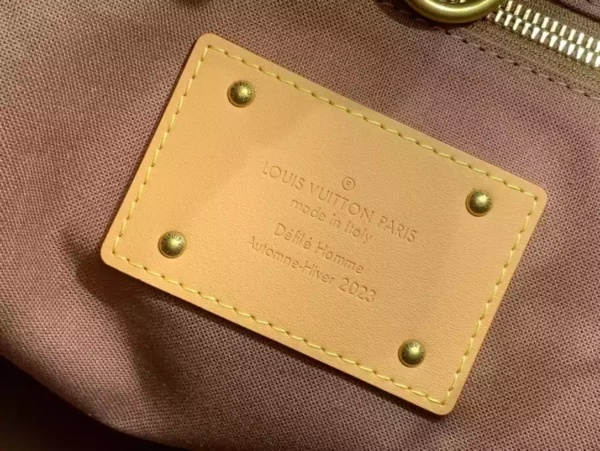 ®
LOUIS VUITTON PARIS
made in Italy
Défilé Homme
Automne-Hiver 2023